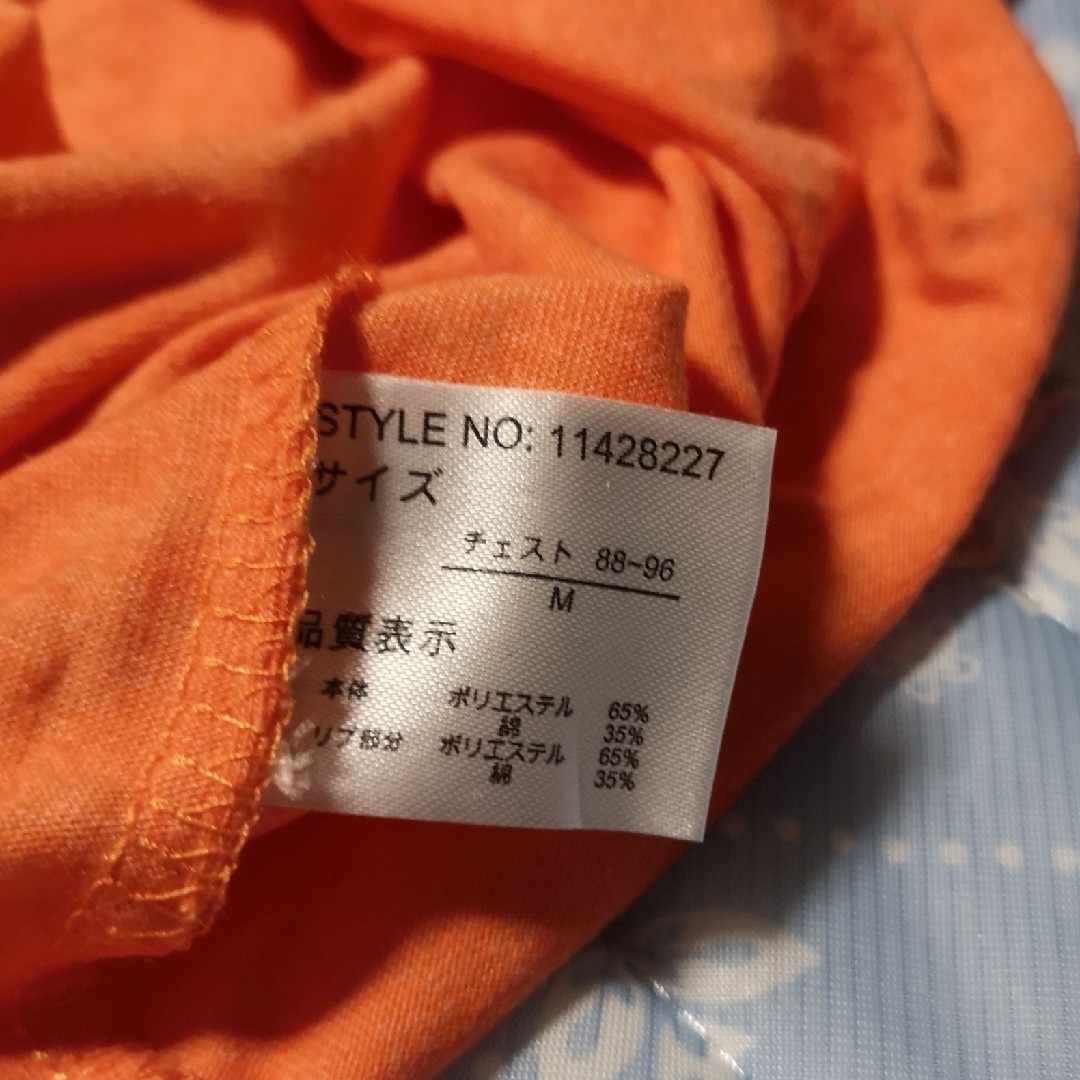 STYLE NO: 11428227
サイズ
チェスト 88-96
M
品質表示
本体 ポリエステル 65%
綿 35%
リブ部分 ポリエステル 65%
綿 35%